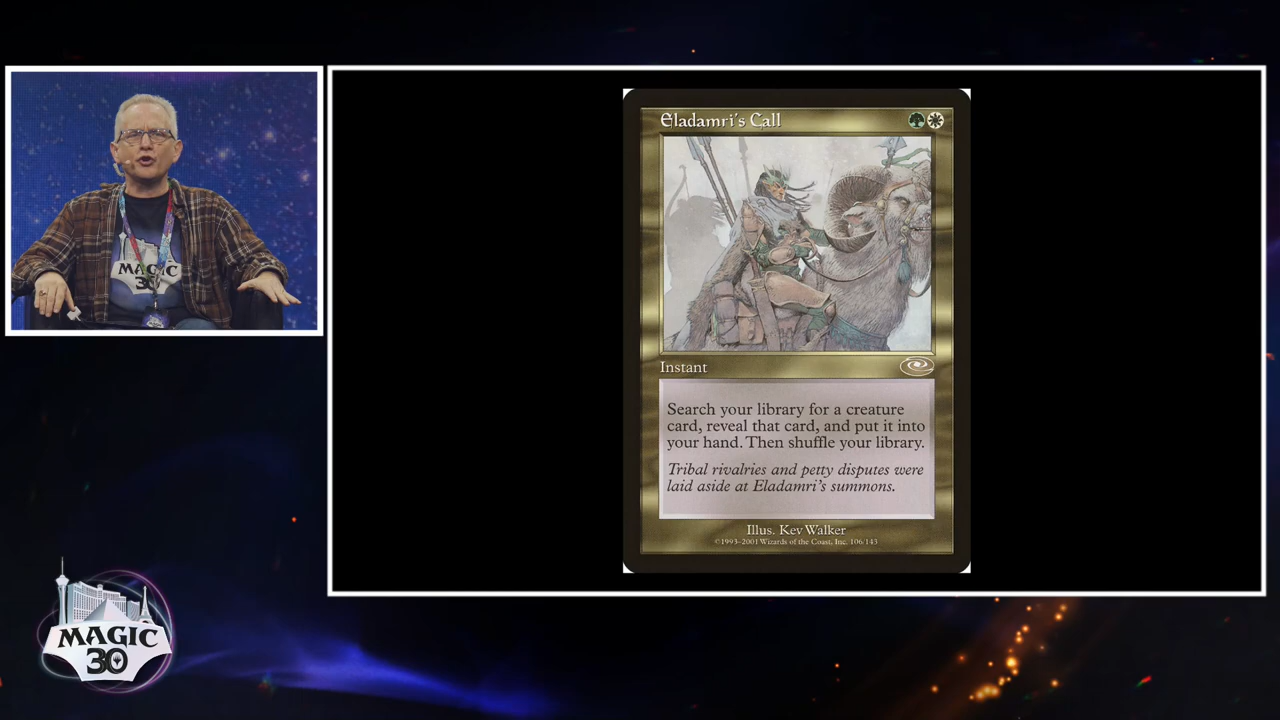 MAGIC
30
Eladamri's Call
Instant
Search your library for a creature
card, reveal that card, and put it into
your hand. Then shuffle your library.
Tribal rivalries and petty disputes were
laid aside at Eladamri's summons.
Illus. Kev Walker
©1993–2001 Wizards of the Coast, Inc. 106/143
MAGIC
30